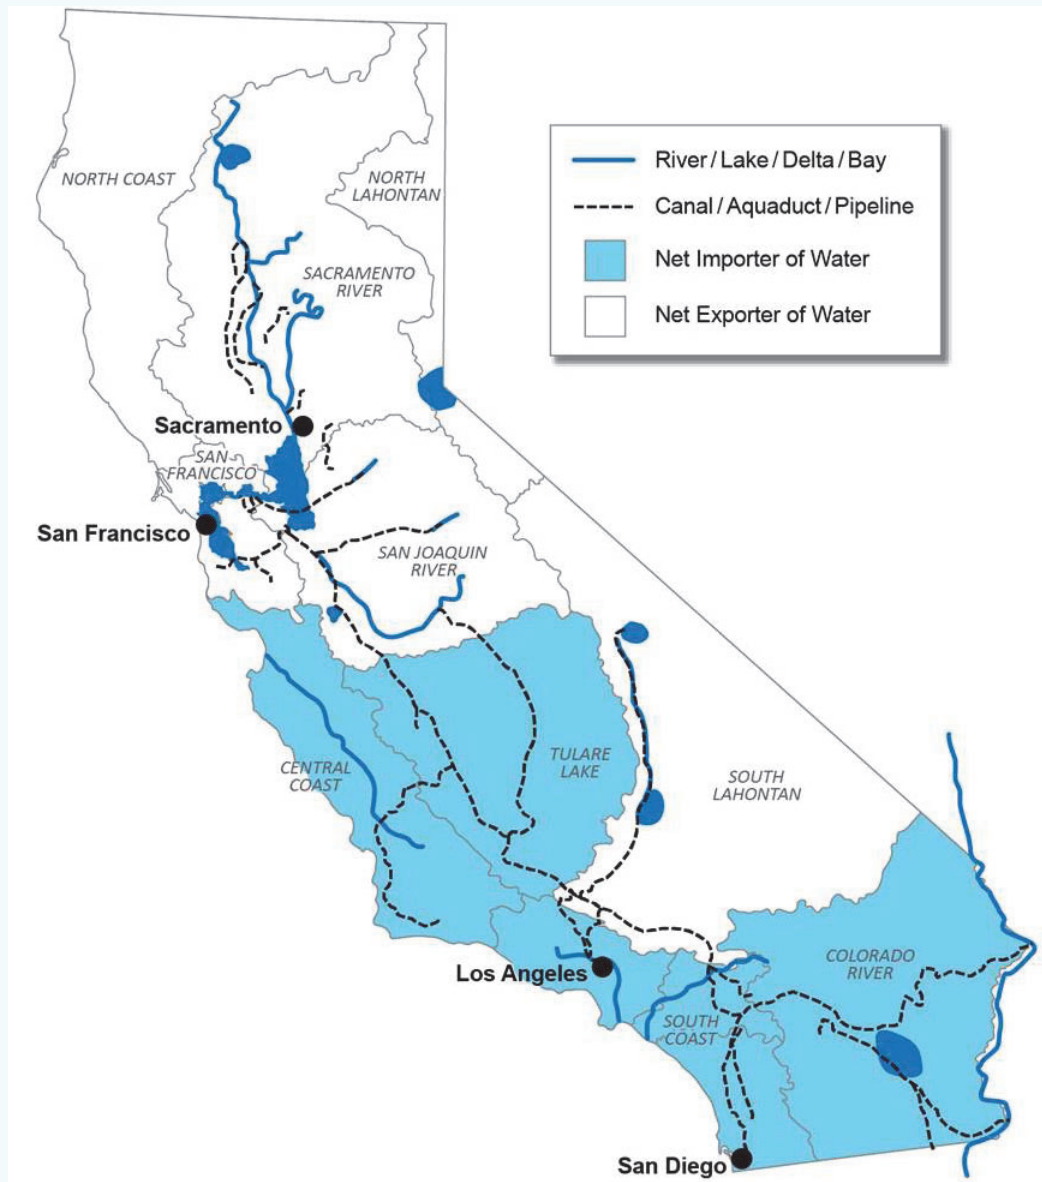 River / Lake / Delta / Bay
Canal / Aquaduct / Pipeline
Net Importer of Water
Net Exporter of Water
NORTH COAST
NORTH
LAHONTAN
SACRAMENTO
RIVER
Sacramento
SAN
FRANCISCO
San Francisco
SAN JOAQUIN
RIVER
CENTRAL
COAST
TULARE
LAKE
SOUTH
LAHONTAN
Los Angeles
COLORADO
RIVER
SOUTH
COAST
San Diego